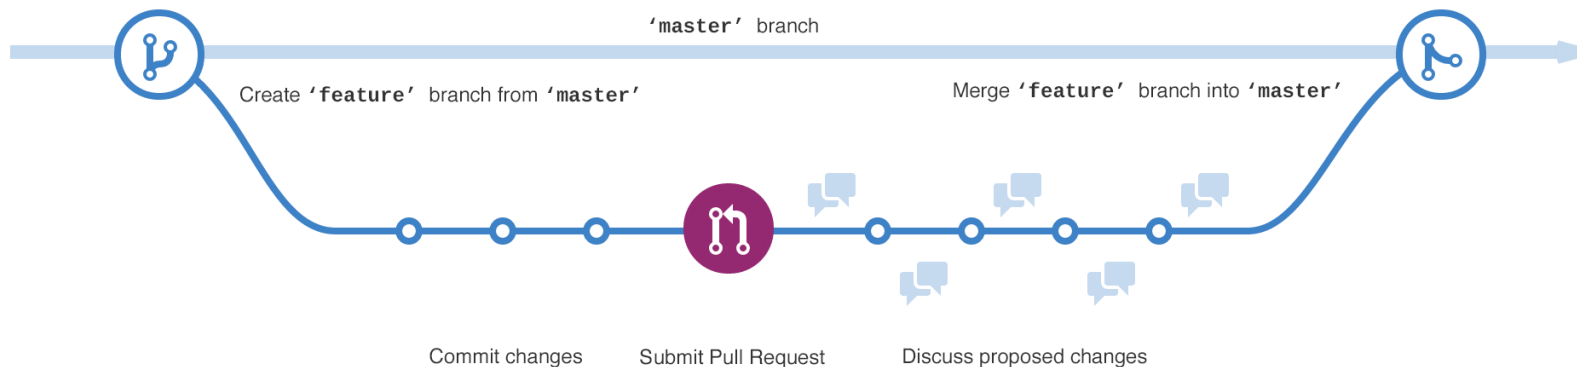 ‘master’ branch
Create ‘feature’ branch from ‘master’
Merge ‘feature’ branch into ‘master’
Commit changes
Submit Pull Request
Discuss proposed changes